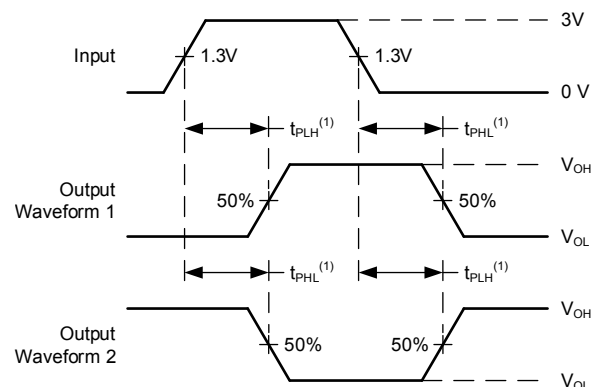 3V
Input
1.3V
1.3V
0 V
tPLH(1)
tPHL(1)
VOH
Output
Waveform 1
50%
50%
VOL
tPHL(1)
tPLH(1)
VOH
Output
Waveform 2
50%
50%
VOL